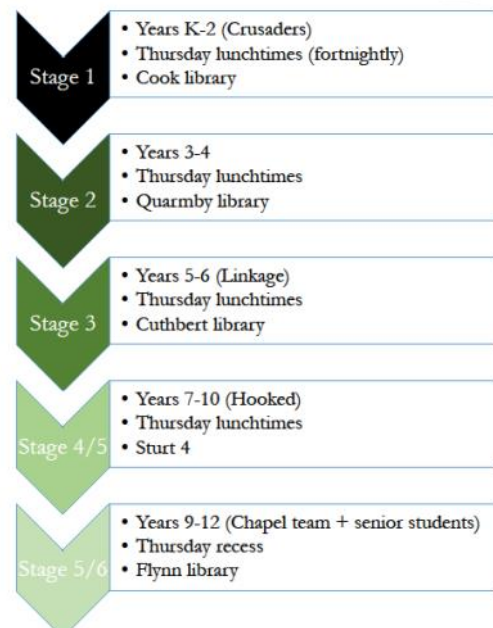 Stage 1
• Years K-2 (Crusaders)
• Thursday lunchtimes (fortnightly)
• Cook library
Stage 2
• Years 3-4
• Thursday lunchtimes
• Quarmby library
Stage 3
• Years 5-6 (Linkage)
• Thursday lunchtimes
• Cuthbert library
Stage 4/5
• Years 7-10 (Hooked)
• Thursday lunchtimes
• Sturt 4
Stage 5/6
• Years 9-12 (Chapel team + senior students)
• Thursday recess
• Flynn library